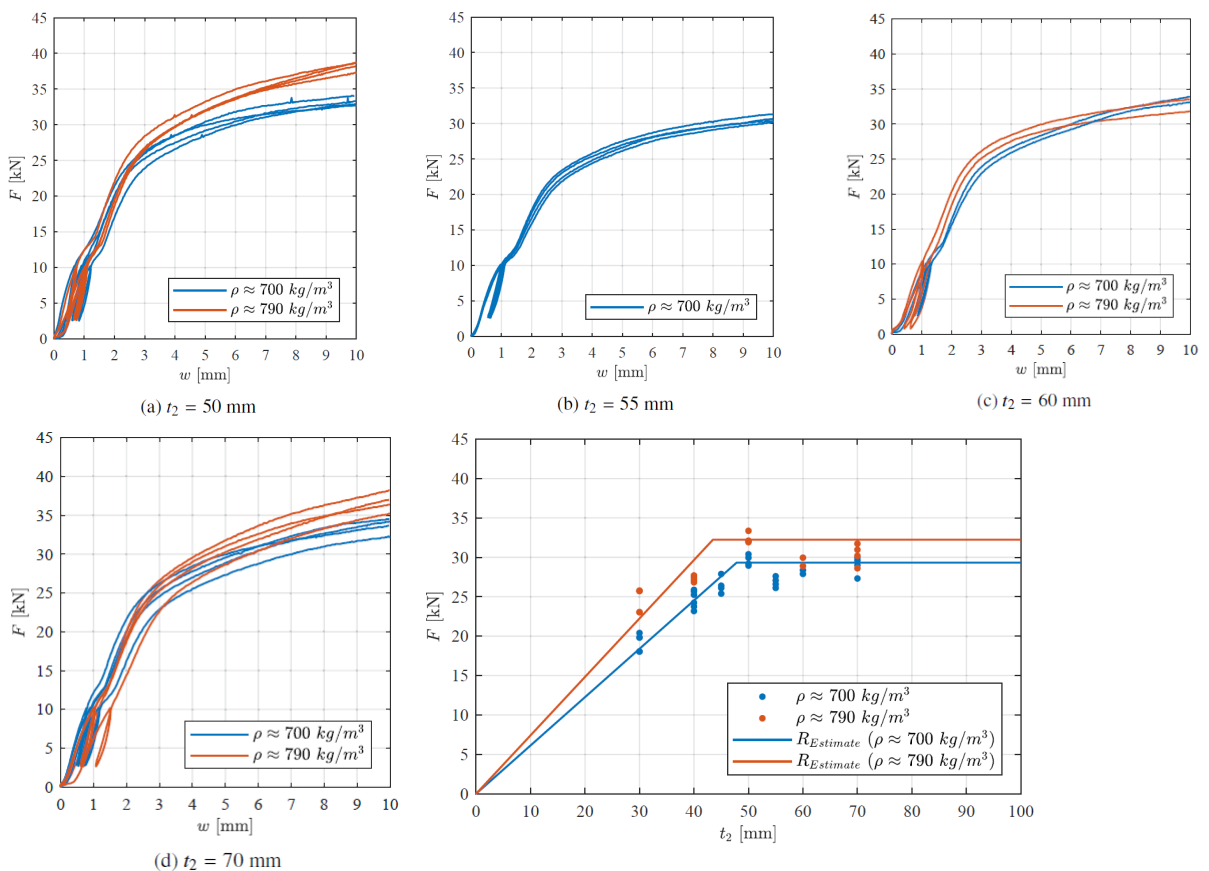 45
40
35
30
25
20
15
10
5
0
F [kN]
ρ ≈ 700 kg/m³
ρ ≈ 790 kg/m³
0 1 2 3 4 5 6 7 8 9 10
w [mm]
(a) t₂ = 50 mm
45
40
35
30
25
20
15
10
5
0
F [kN]
ρ ≈ 700 kg/m³
0 1 2 3 4 5 6 7 8 9 10
w [mm]
(b) t₂ = 55 mm
45
40
35
30
25
20
15
10
5
0
F [kN]
ρ ≈ 700 kg/m³
ρ ≈ 790 kg/m³
0 1 2 3 4 5 6 7 8 9 10
w [mm]
(c) t₂ = 60 mm
45
40
35
30
25
20
15
10
5
0
F [kN]
ρ ≈ 700 kg/m³
ρ ≈ 790 kg/m³
0 1 2 3 4 5 6 7 8 9 10
w [mm]
(d) t₂ = 70 mm
45
40
35
30
25
20
15
10
5
0
F [kN]
ρ ≈ 700 kg/m³
ρ ≈ 790 kg/m³
R_Estimate (ρ ≈ 700 kg/m³)
R_Estimate (ρ ≈ 790 kg/m³)
0 10 20 30 40 50 60 70 80 90 100
t₂ [mm]